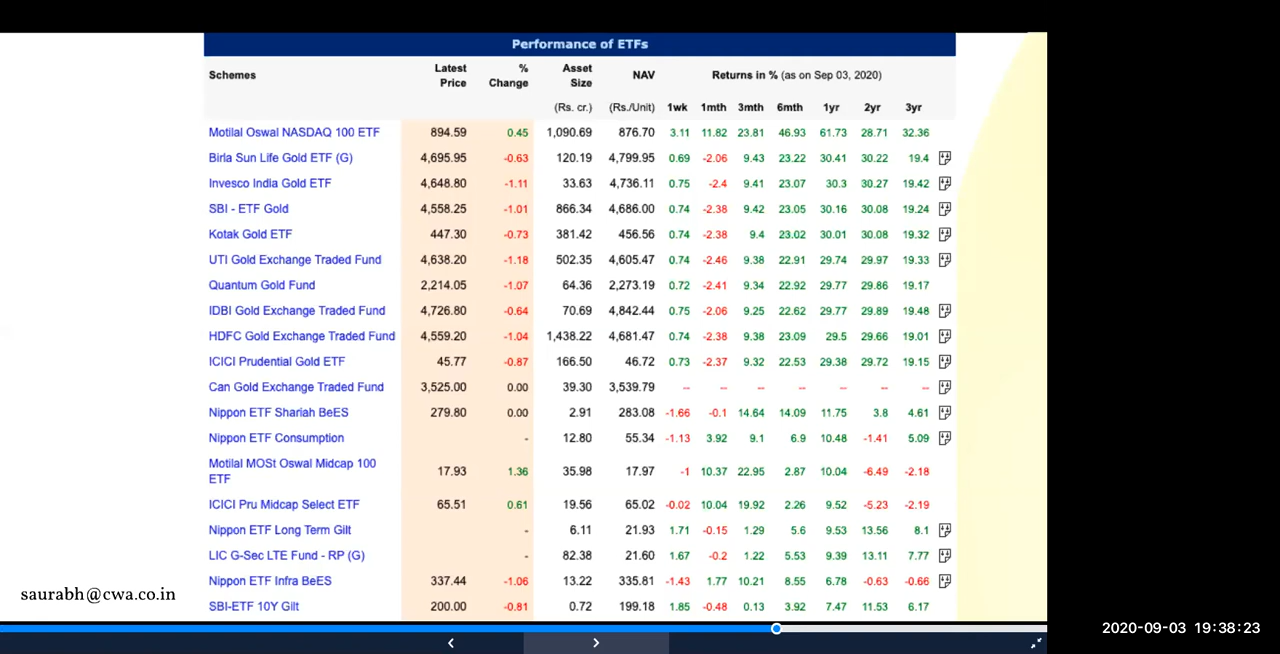 Performance of ETFs
Schemes Latest Price % Change Asset Size NAV Returns in % (as on Sep 03, 2020)
(Rs. cr.) (Rs./Unit) 1wk 1mth 3mth 6mth 1yr 2yr 3yr
Motilal Oswal NASDAQ 100 ETF 894.59 0.45 1,090.69 876.70 3.11 11.82 23.81 46.93 61.73 28.71 32.36
Birla Sun Life Gold ETF (G) 4,695.95 -0.63 120.19 4,799.95 0.69 -2.06 9.43 23.22 30.41 30.22 19.4
Invesco India Gold ETF 4,648.80 -1.11 33.63 4,736.11 0.75 -2.4 9.41 23.07 30.3 30.27 19.42
SBI - ETF Gold 4,558.25 -1.01 866.34 4,686.00 0.74 -2.38 9.42 23.05 30.16 30.08 19.24
Kotak Gold ETF 447.30 -0.73 381.42 456.56 0.74 -2.38 9.4 23.02 30.01 30.08 19.32
UTI Gold Exchange Traded Fund 4,638.20 -1.18 502.35 4,605.47 0.74 -2.46 9.38 22.91 29.74 29.97 19.33
Quantum Gold Fund 2,214.05 -1.07 64.36 2,273.19 0.72 -2.41 9.34 22.92 29.77 29.86 19.17
IDBI Gold Exchange Traded Fund 4,726.80 -0.64 70.69 4,842.44 0.75 -2.06 9.25 22.62 29.77 29.89 19.48
HDFC Gold Exchange Traded Fund 4,559.20 -1.04 1,438.22 4,681.47 0.74 -2.38 9.38 23.09 29.5 29.66 19.01
ICICI Prudential Gold ETF 45.77 -0.87 166.50 46.72 0.73 -2.37 9.32 22.53 29.38 29.72 19.15
Can Gold Exchange Traded Fund 3,525.00 0.00 39.30 3,539.79 -- -- -- -- -- -- --
Nippon ETF Shariah BeES 279.80 0.00 2.91 283.08 -1.66 -0.1 14.64 14.09 11.75 3.8 4.61
Nippon ETF Consumption - 12.80 55.34 -1.13 3.92 9.1 6.9 10.48 -1.41 5.09
Motilal MOSt Oswal Midcap 100 ETF 17.93 1.36 35.98 17.97 -1 10.37 22.95 2.87 10.04 -6.49 -2.18
ICICI Pru Midcap Select ETF 65.51 0.61 19.56 65.02 -0.02 10.04 19.92 2.26 9.52 -5.23 -2.19
Nippon ETF Long Term Gilt - 6.11 21.93 1.71 -0.15 1.29 5.6 9.53 13.56 8.1
LIC G-Sec LTE Fund - RP (G) - 82.38 21.60 1.67 -0.2 1.22 5.53 9.39 13.11 7.77
Nippon ETF Infra BeES 337.44 -1.06 13.22 335.81 -1.43 1.77 10.21 8.55 6.78 -0.63 -0.66
SBI-ETF 10Y Gilt 200.00 -0.81 0.72 199.18 1.85 -0.48 0.13 3.92 7.47 11.53 6.17
saurabh@cwa.co.in
2020-09-03 19:38:23